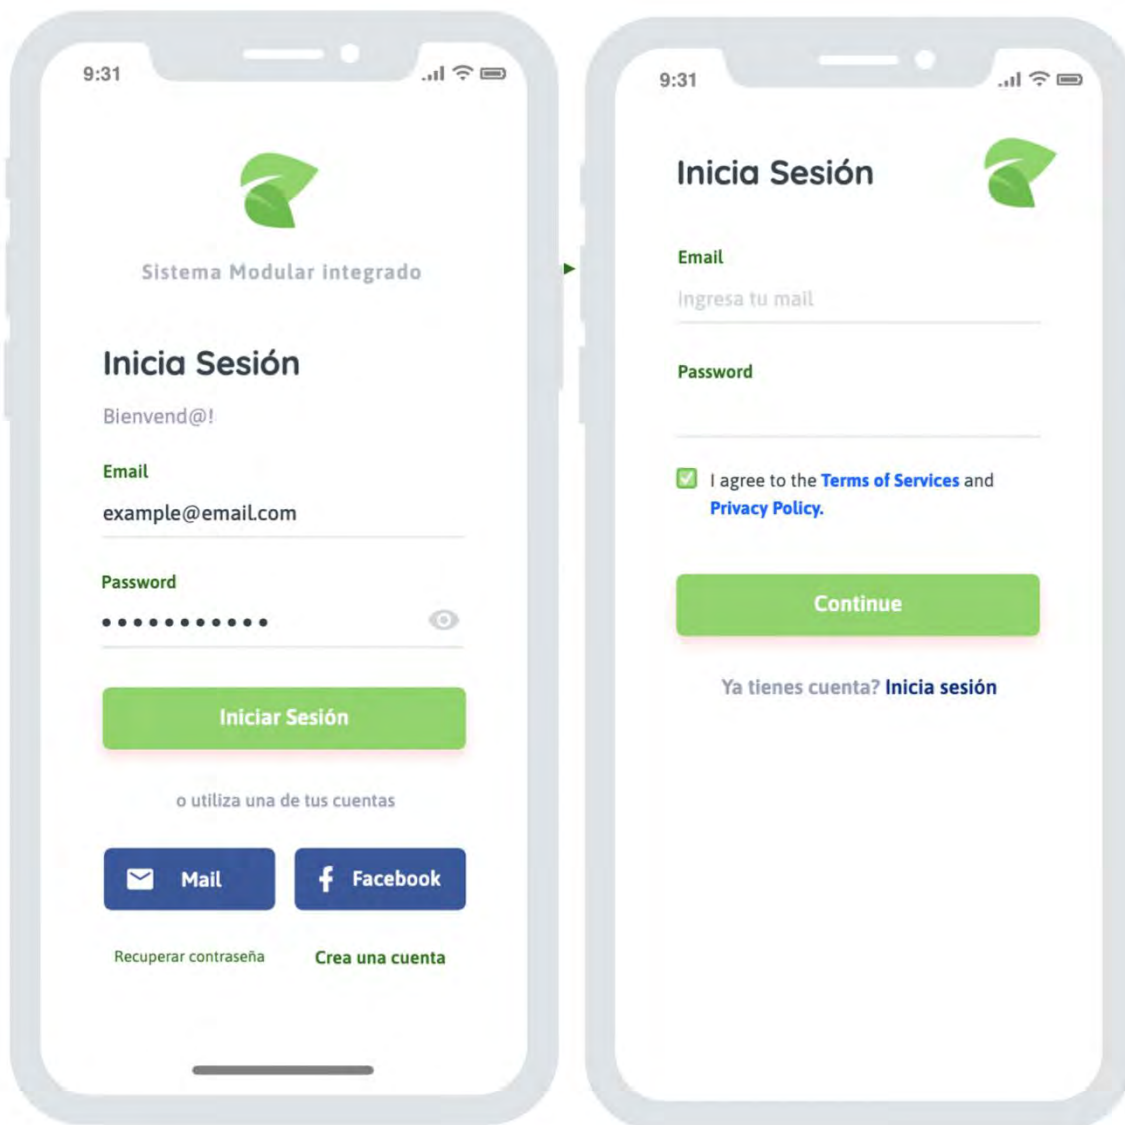 9:31
Sistema Modular integrado
Inicia Sesión
Bienvend@!
Email
example@email.com
Password
Iniciar Sesión
o utiliza una de tus cuentas
Mail
Facebook
Recuperar contraseña
Crea una cuenta
9:31
Inicia Sesión
Email
Ingresa tu mail
Password
I agree to the Terms of Services and
Privacy Policy.
Continue
Ya tienes cuenta? Inicia sesión